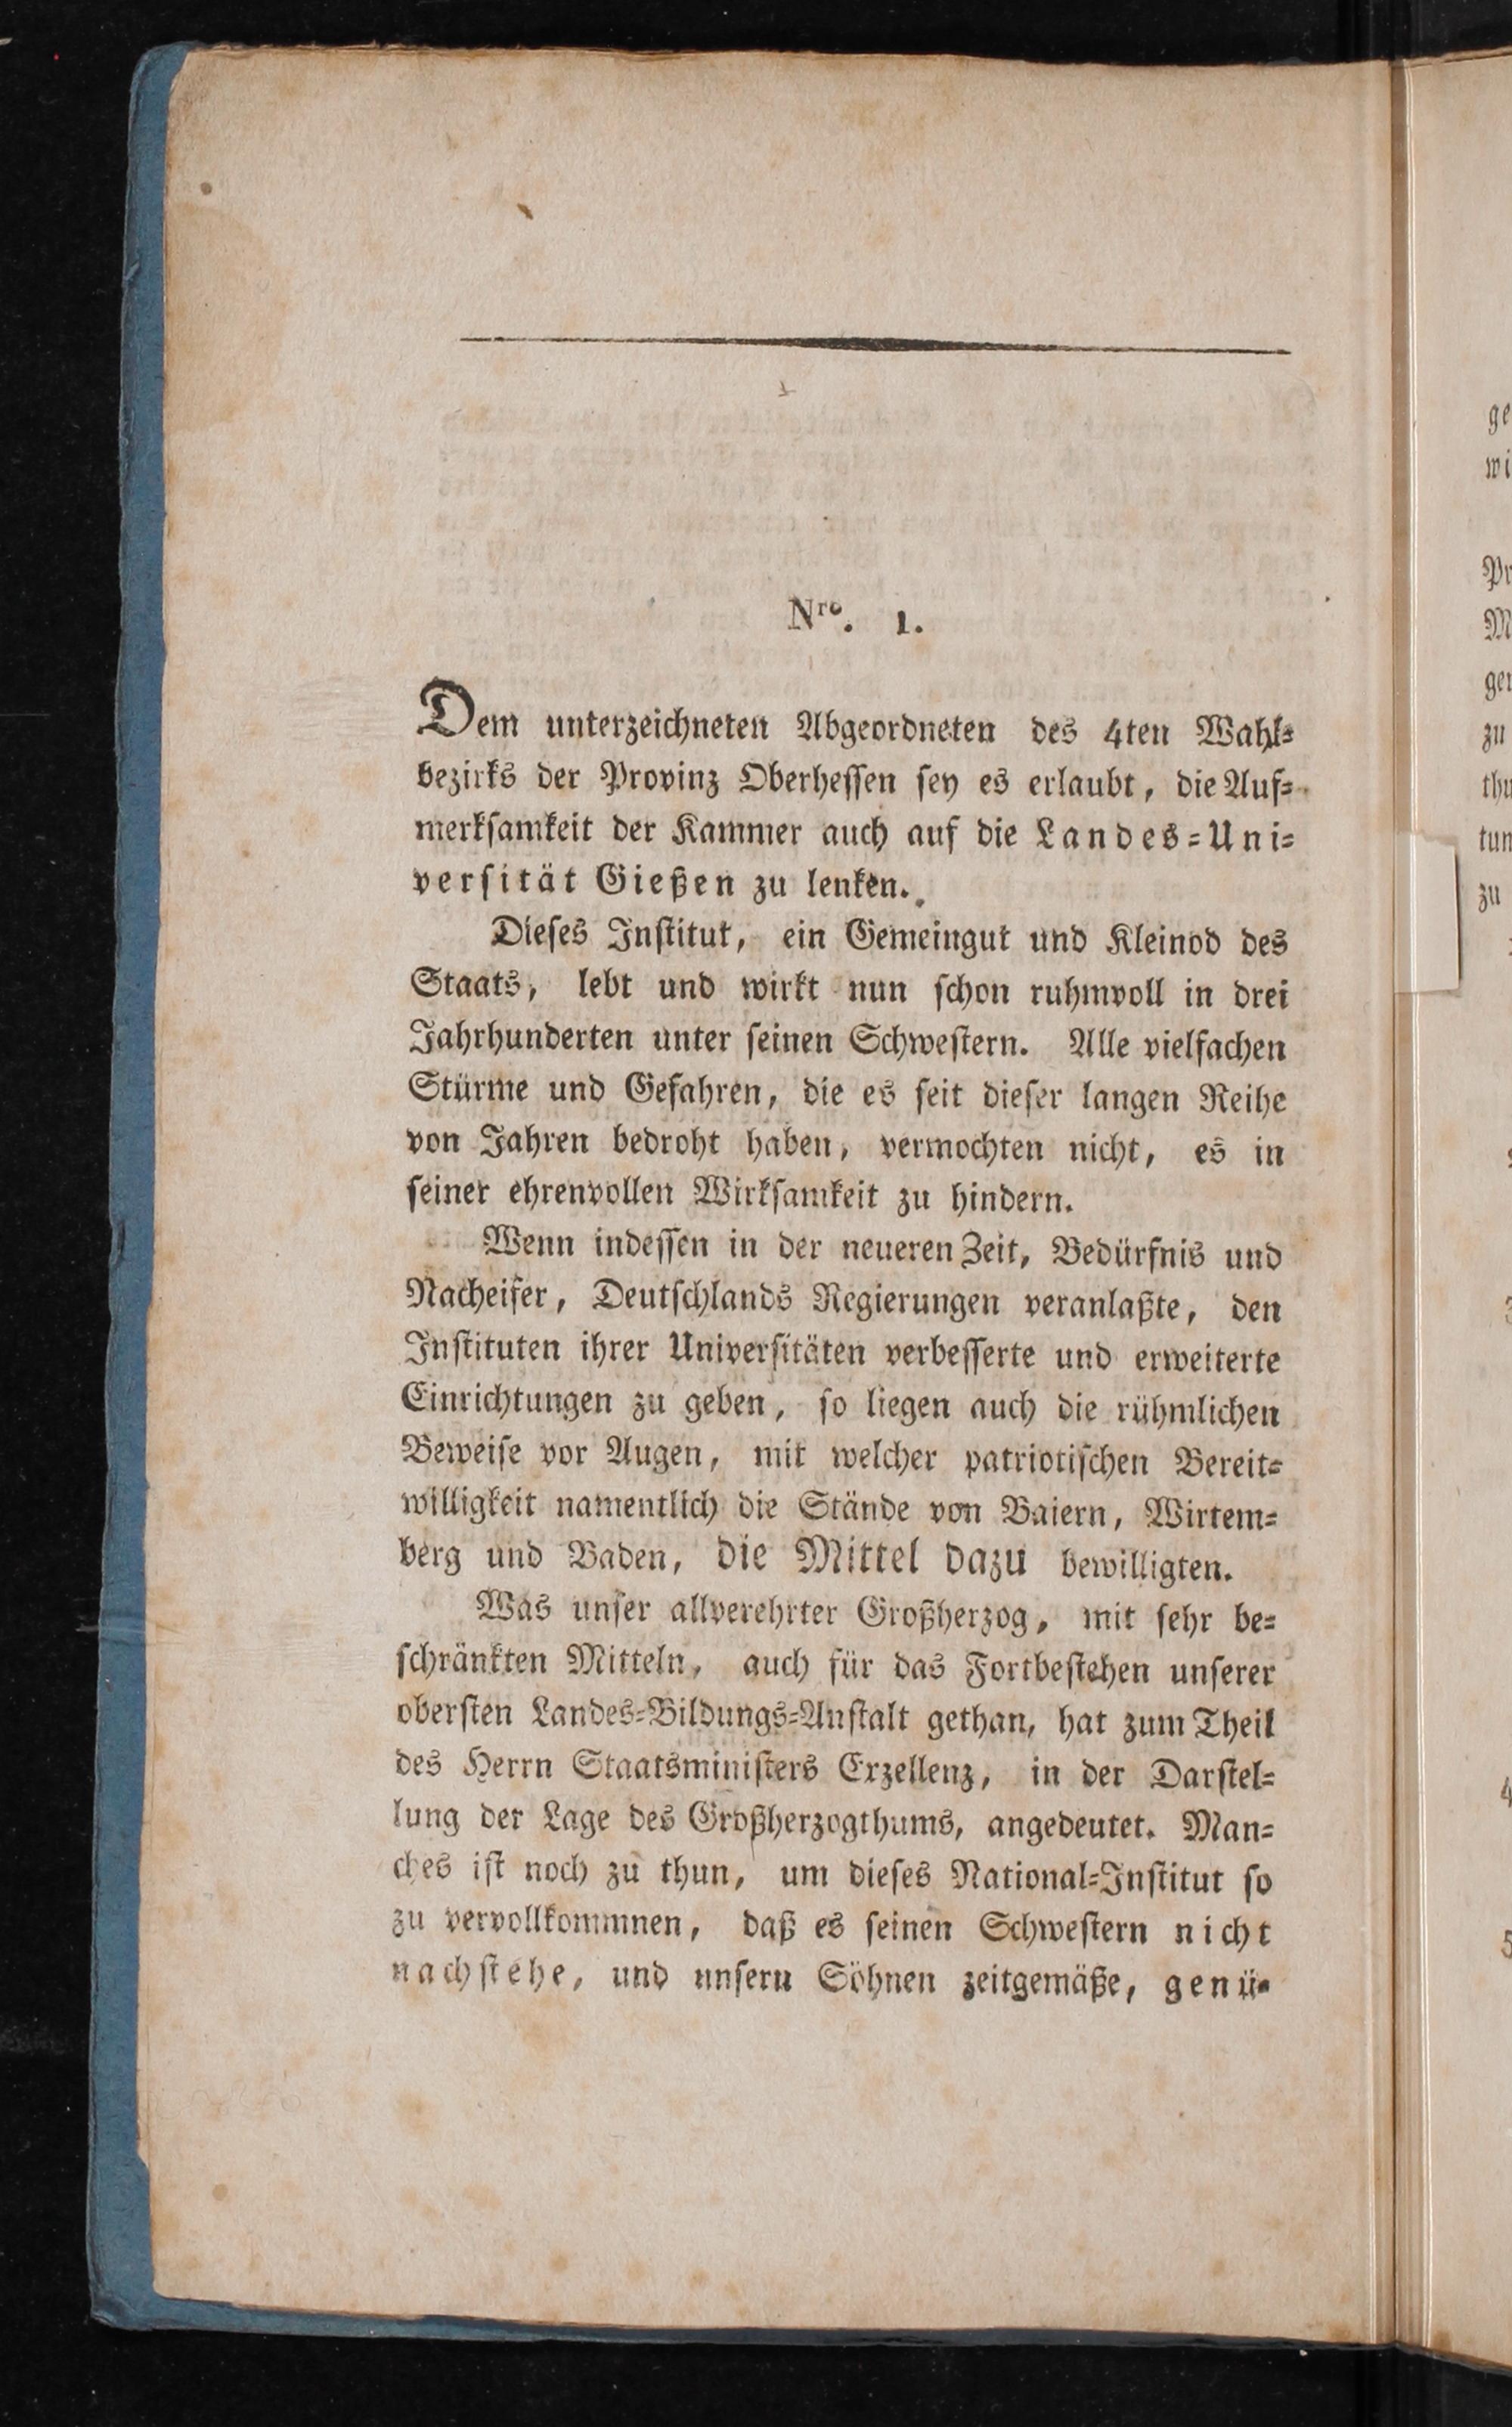 Nro. 1.
Dem unterzeichneten Abgeordneten des 4ten Wahl=
bezirks der Provinz Oberhessen sey es erlaubt, die Auf=
merksamkeit der Kammer auch auf die Landes=Uni=
versität Gießen zu lenken.
Dieses Institut, ein Gemeingut und Kleinod des
Staats, lebt und wirkt nun schon ruhmvoll in drei
Jahrhunderten unter seinen Schwestern. Alle vielfachen
Stürme und Gefahren, die es seit dieser langen Reihe
von Jahren bedroht haben, vermochten nicht, es in
seiner ehrenvollen Wirksamkeit zu hindern.
Wenn indessen in der neueren Zeit, Bedürfnis und
Nacheifer, Deutschlands Regierungen veranlaßte, den
Instituten ihrer Universitäten verbesserte und erweiterte
Einrichtungen zu geben, so liegen auch die rühmlichen
Beweise vor Augen, mit welcher patriotischen Bereit=
willigkeit namentlich die Stände von Baiern, Wirtem=
berg und Baden, die Mittel dazu bewilligten.
Was unser allverehrter Großherzog, mit sehr be=
schränkten Mitteln, auch für das Fortbestehen unserer
obersten Landes=Bildungs=Anstalt gethan, hat zum Theil
des Herrn Staatsministers Erzellenz, in der Darstel=
lung der Lage des Großherzogthums, angedeutet. Man=
ches ist noch zu thun, um dieses National=Institut so
zu vervollkommnen, daß es seinen Schwestern nicht
nachstehe, und unsern Söhnen zeitgemäße, genü=
ge
wi
Pr
M
ger
zu
thu
tun
zu